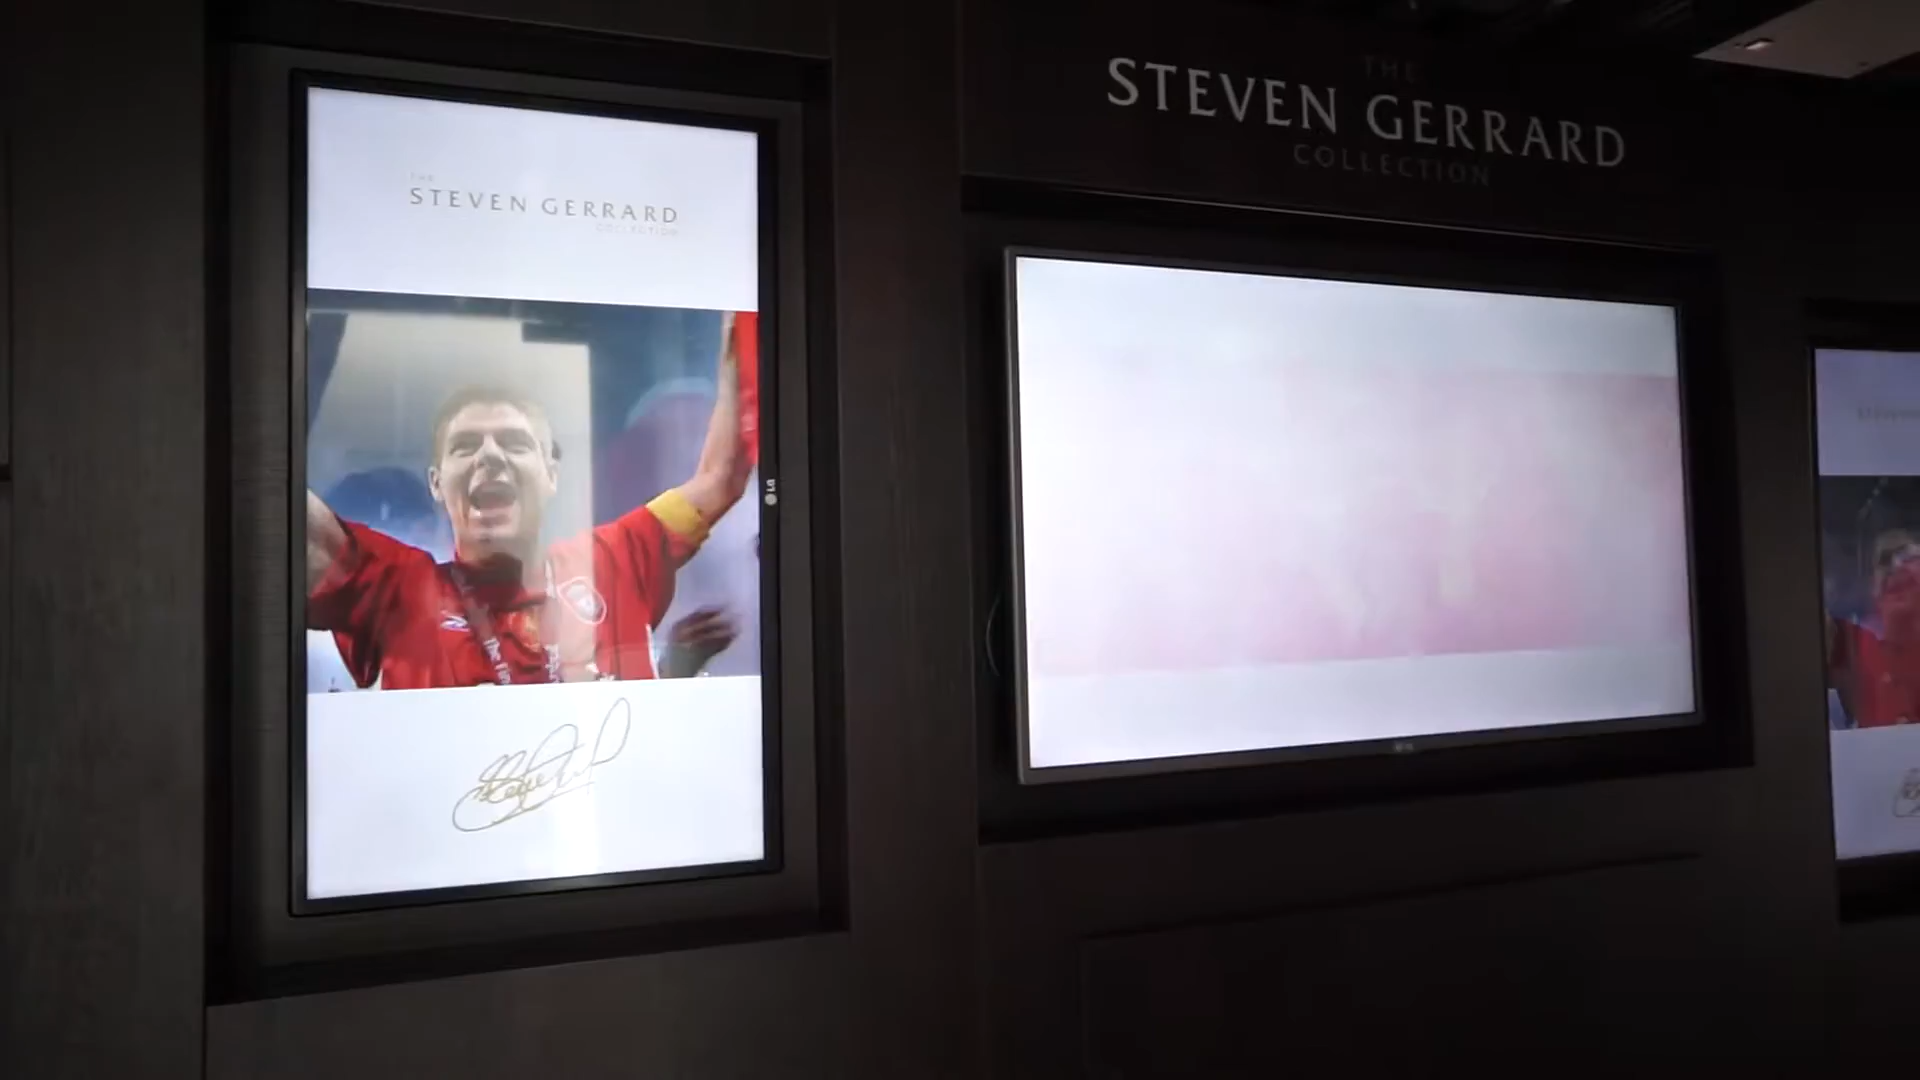 THE
STEVEN GERRARD
COLLECTION
THE
STEVEN GERRARD
COLLECTION
LG